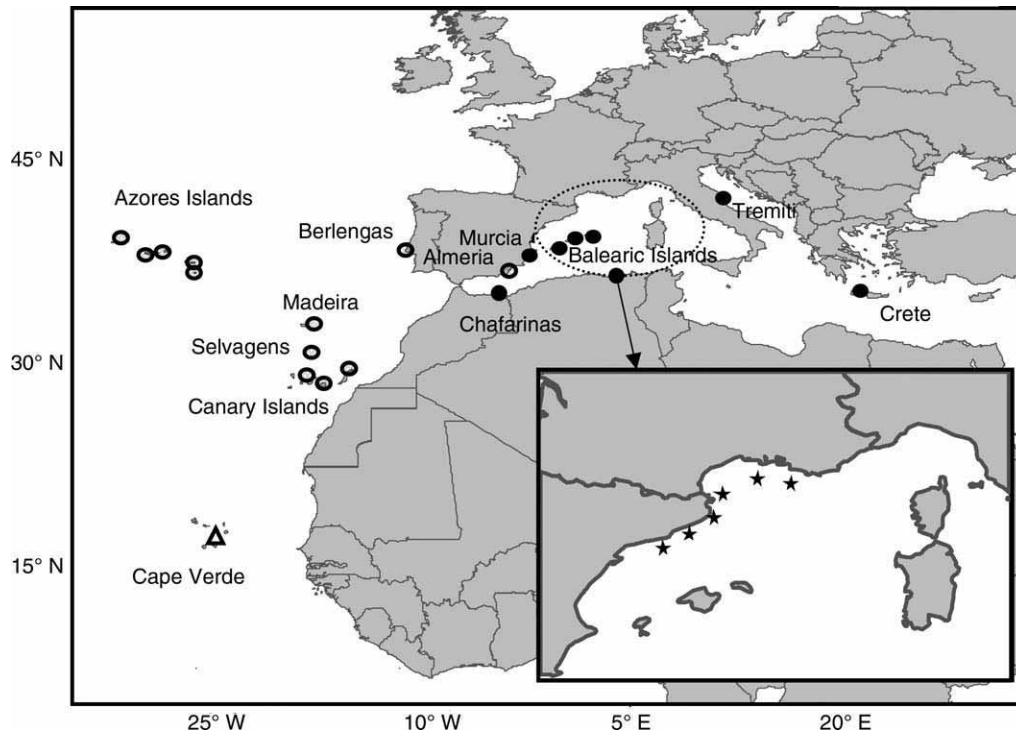 45° N
Azores Islands
Berlengas
Murcia
Almeria
Balearic Islands
Tremiti
Madeira
Chafarinas
Crete
Selvagens
30° N
Canary Islands
15° N
Cape Verde
25° W
10° W
5° E
20° E